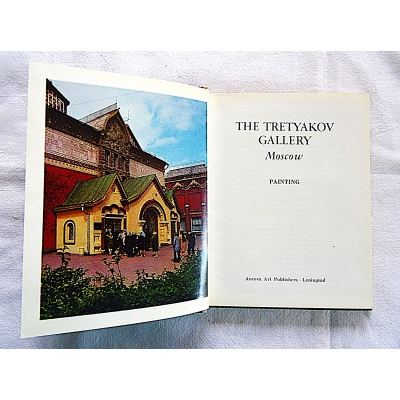 THE TRETYAKOV
GALLERY
Moscow
PAINTING
Aurora Art Publishers · Leningrad